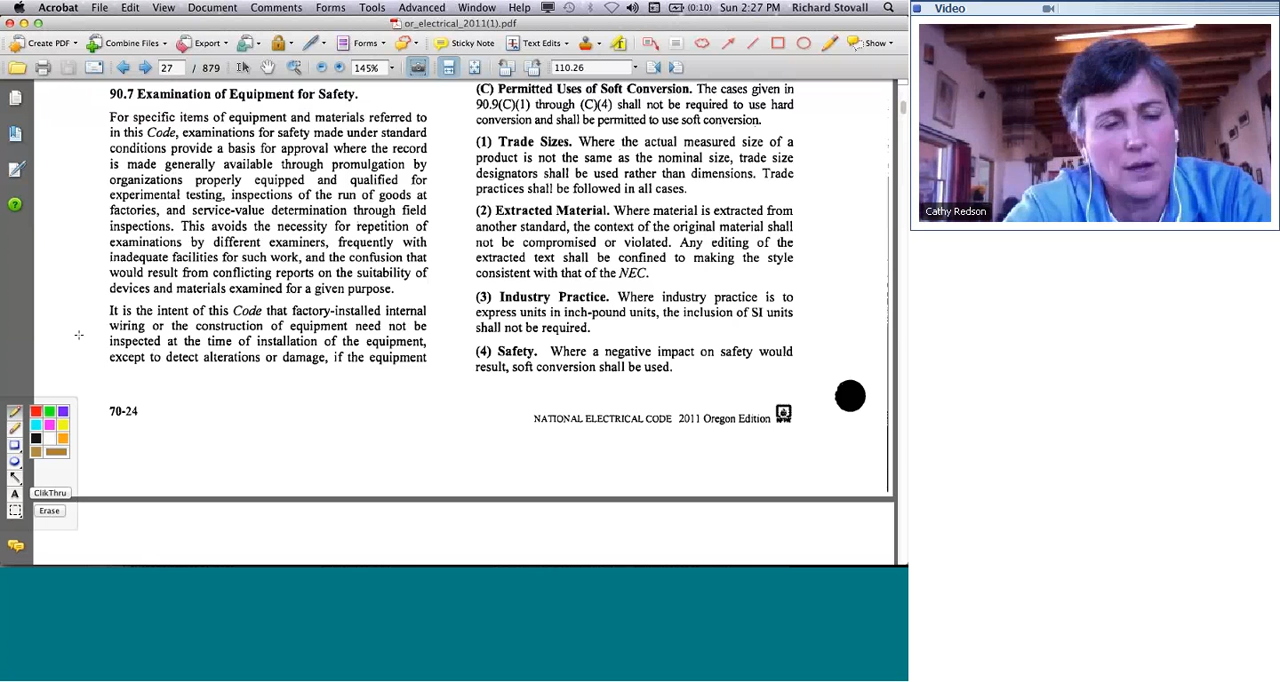 Acrobat File Edit View Document Comments Forms Tools Advanced Window Help (0:10) Sun 2:27 PM Richard Stovall
or_electrical_2011(1).pdf
Create PDF Combine Files Export Forms Sticky Note Text Edits Show
27 / 879 145% 110.26
90.7 Examination of Equipment for Safety.
For specific items of equipment and materials referred to
in this Code, examinations for safety made under standard
conditions provide a basis for approval where the record
is made generally available through promulgation by
organizations properly equipped and qualified for
experimental testing, inspections of the run of goods at
factories, and service-value determination through field
inspections. This avoids the necessity for repetition of
examinations by different examiners, frequently with
inadequate facilities for such work, and the confusion that
would result from conflicting reports on the suitability of
devices and materials examined for a given purpose.
It is the intent of this Code that factory-installed internal
wiring or the construction of equipment need not be
inspected at the time of installation of the equipment,
except to detect alterations or damage, if the equipment
70-24
(C) Permitted Uses of Soft Conversion. The cases given in
90.9(C)(1) through (C)(4) shall not be required to use hard
conversion and shall be permitted to use soft conversion.
(1) Trade Sizes. Where the actual measured size of a
product is not the same as the nominal size, trade size
designators shall be used rather than dimensions. Trade
practices shall be followed in all cases.
(2) Extracted Material. Where material is extracted from
another standard, the context of the original material shall
not be compromised or violated. Any editing of the
extracted text shall be confined to making the style
consistent with that of the NEC.
(3) Industry Practice. Where industry practice is to
express units in inch-pound units, the inclusion of SI units
shall not be required.
(4) Safety. Where a negative impact on safety would
result, soft conversion shall be used.
NATIONAL ELECTRICAL CODE 2011 Oregon Edition
A
ClikThru
Erase
Video
Cathy Redson